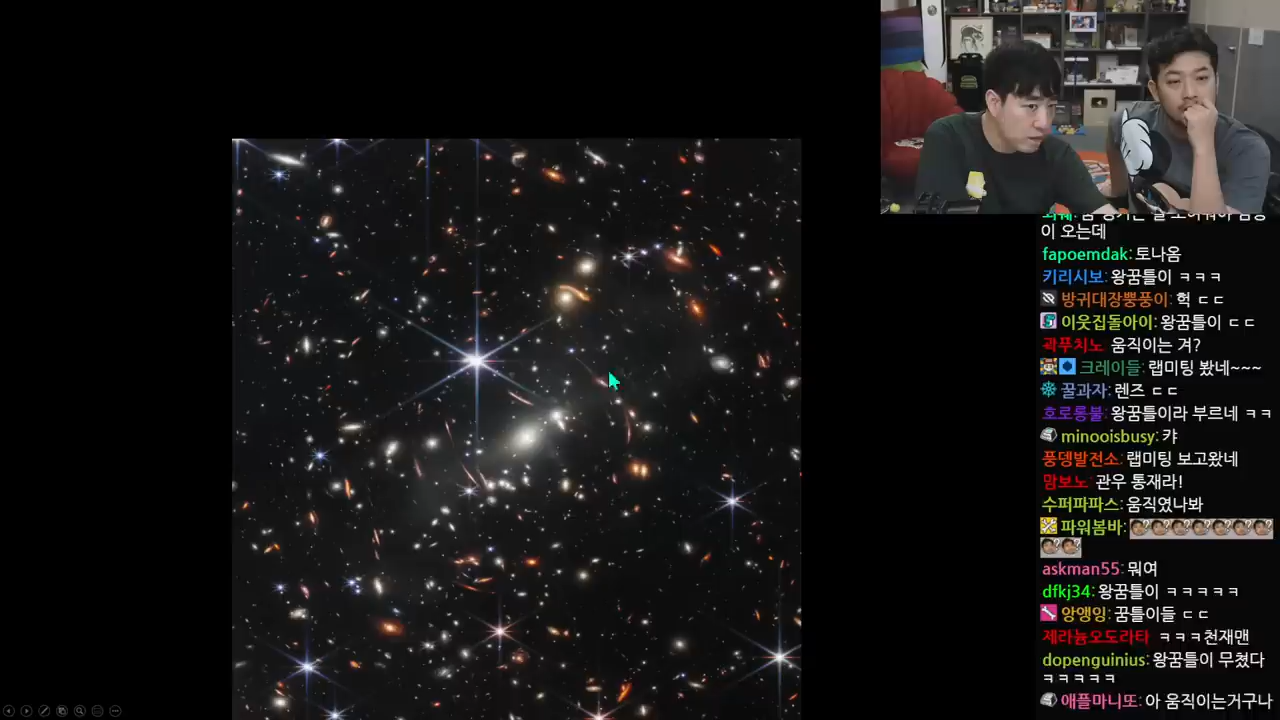 이 오는데
fapoemdak: 토나옴
키리시보: 왕꿈틀이 ㅋㅋㅋ
방귀대장뿡풍이: 헉 ㄷㄷ
이웃집돌아이: 왕꿈틀이 ㄷㄷ
곽푸치노 움직이는 겨?
크레이들: 랩미팅 봤네~~~
꿀과자: 렌즈 ㄷㄷ
호로롱불: 왕꿈틀이라 부르네 ㅋㅋ
minooisbusy: 캬
풍뎅발전소: 랩미팅 보고왔네
맘보노: 관우 통재라!
수퍼파파스: 움직였나봐
파워봄바:
askman55: 뭐여
dfkj34: 왕꿈틀이 ㅋㅋㅋㅋㅋ
앙앵잉: 꿈틀이들 ㄷㄷ
제라늄오도라타 ㅋㅋㅋ천재맨
dopenguinius: 왕꿈틀이 무쳤다
ㅋㅋㅋㅋㅋ
애플마니또: 아 움직이는거구나